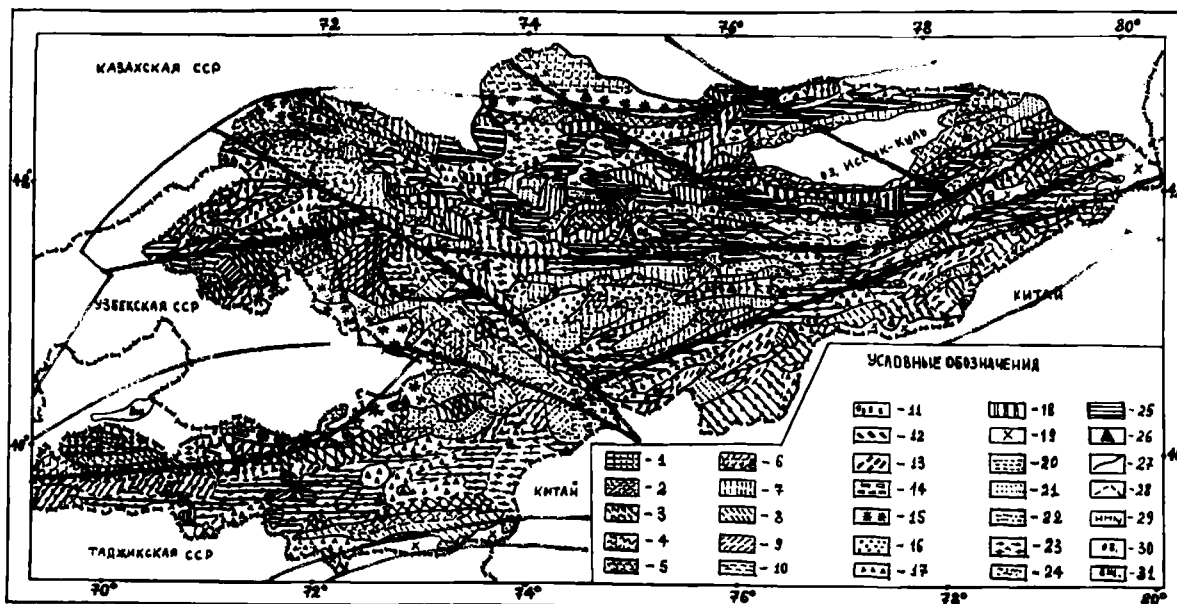 72 74 76° 78 80°
КАЗАХСКАЯ ССР
ОЗ. ИССЫК-КУЛЬ
УЗБЕКСКАЯ ССР
КИТАЙ
УСЛОВНЫЕ ОБОЗНАЧЕНИЯ
- 11 - 18 - 25
- 12 - 19 - 26
- 1 - 6 - 13 - 20 - 27
- 2 - 7 - 14 - 21 - 28
- 3 - 8 - 15 - 22 - 29
- 4 - 9 - 16 - 23 ОЗ. - 30
- 5 - 10 - 17 - 24 - 31
40°
КИТАЙ
ТАДЖИКСКАЯ ССР
70° 72° 76° 78° 80°